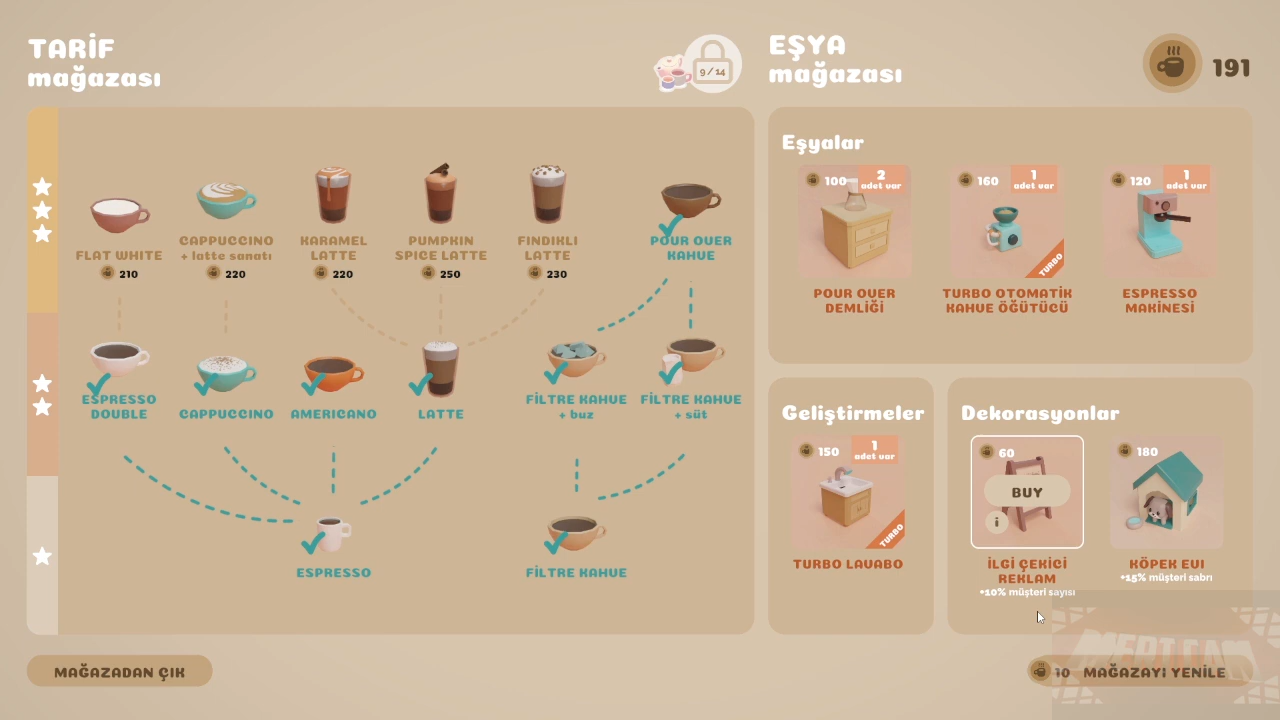 TARİF
mağazası
9/14
EŞYA
mağazası
191
FLAT WHITE
210
CAPPUCCINO
+ latte sanatı
220
KARAMEL
LATTE
220
PUMPKIN
SPICE LATTE
250
FINDIKLI
LATTE
230
POUR OVER
KAHVE
ESPRESSO
DOUBLE
CAPPUCCINO
AMERICANO
LATTE
FİLTRE KAHVE
+ buz
FİLTRE KAHVE
+ süt
ESPRESSO
FİLTRE KAHVE
Eşyalar
100
2
adet var
POUR OVER
DEMLİĞİ
160
1
adet var
TURBO
TURBO OTOMATİK
KAHVE ÖĞÜTÜCÜ
120
1
adet var
ESPRESSO
MAKİNESİ
Geliştirmeler
150
1
adet var
TURBO
TURBO LAVABO
Dekorasyonlar
60
BUY
i
İLGİ ÇEKİCİ
REKLAM
+10% müşteri sayısı
180
KÖPEK EVI
+15% müşteri sabrı
MAĞAZADAN ÇIK
10 MAĞAZAYI YENİLE